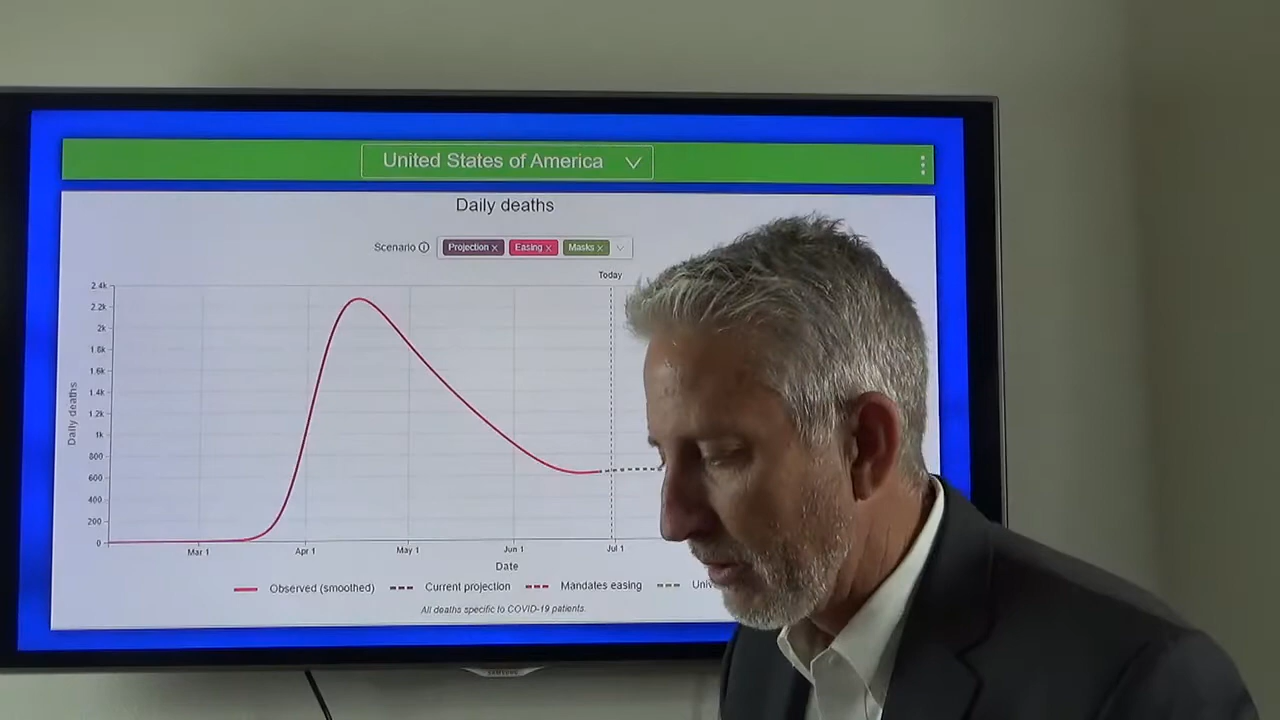 United States of America
Daily deaths
Scenario
Projection x
Easing x
Masks x
Today
2.4k
2.2k
2k
1.8k
1.6k
1.4k
1.2k
1k
800
600
400
200
0
Daily deaths
Mar 1
Apr 1
May 1
Jun 1
Jul 1
Date
Observed (smoothed)
Current projection
Mandates easing
All deaths specific to COVID-19 patients.
SAMSUNG